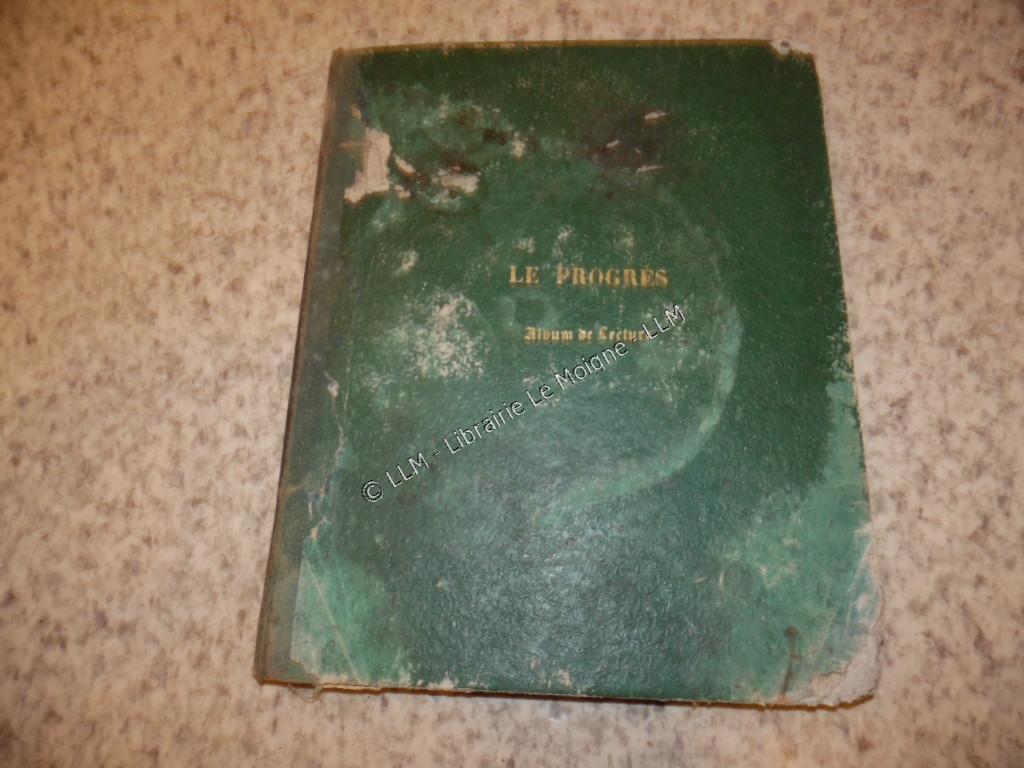 LE PROGRÈS
Album de Lecture
© LLM - Librairie Le Moigne - LLM